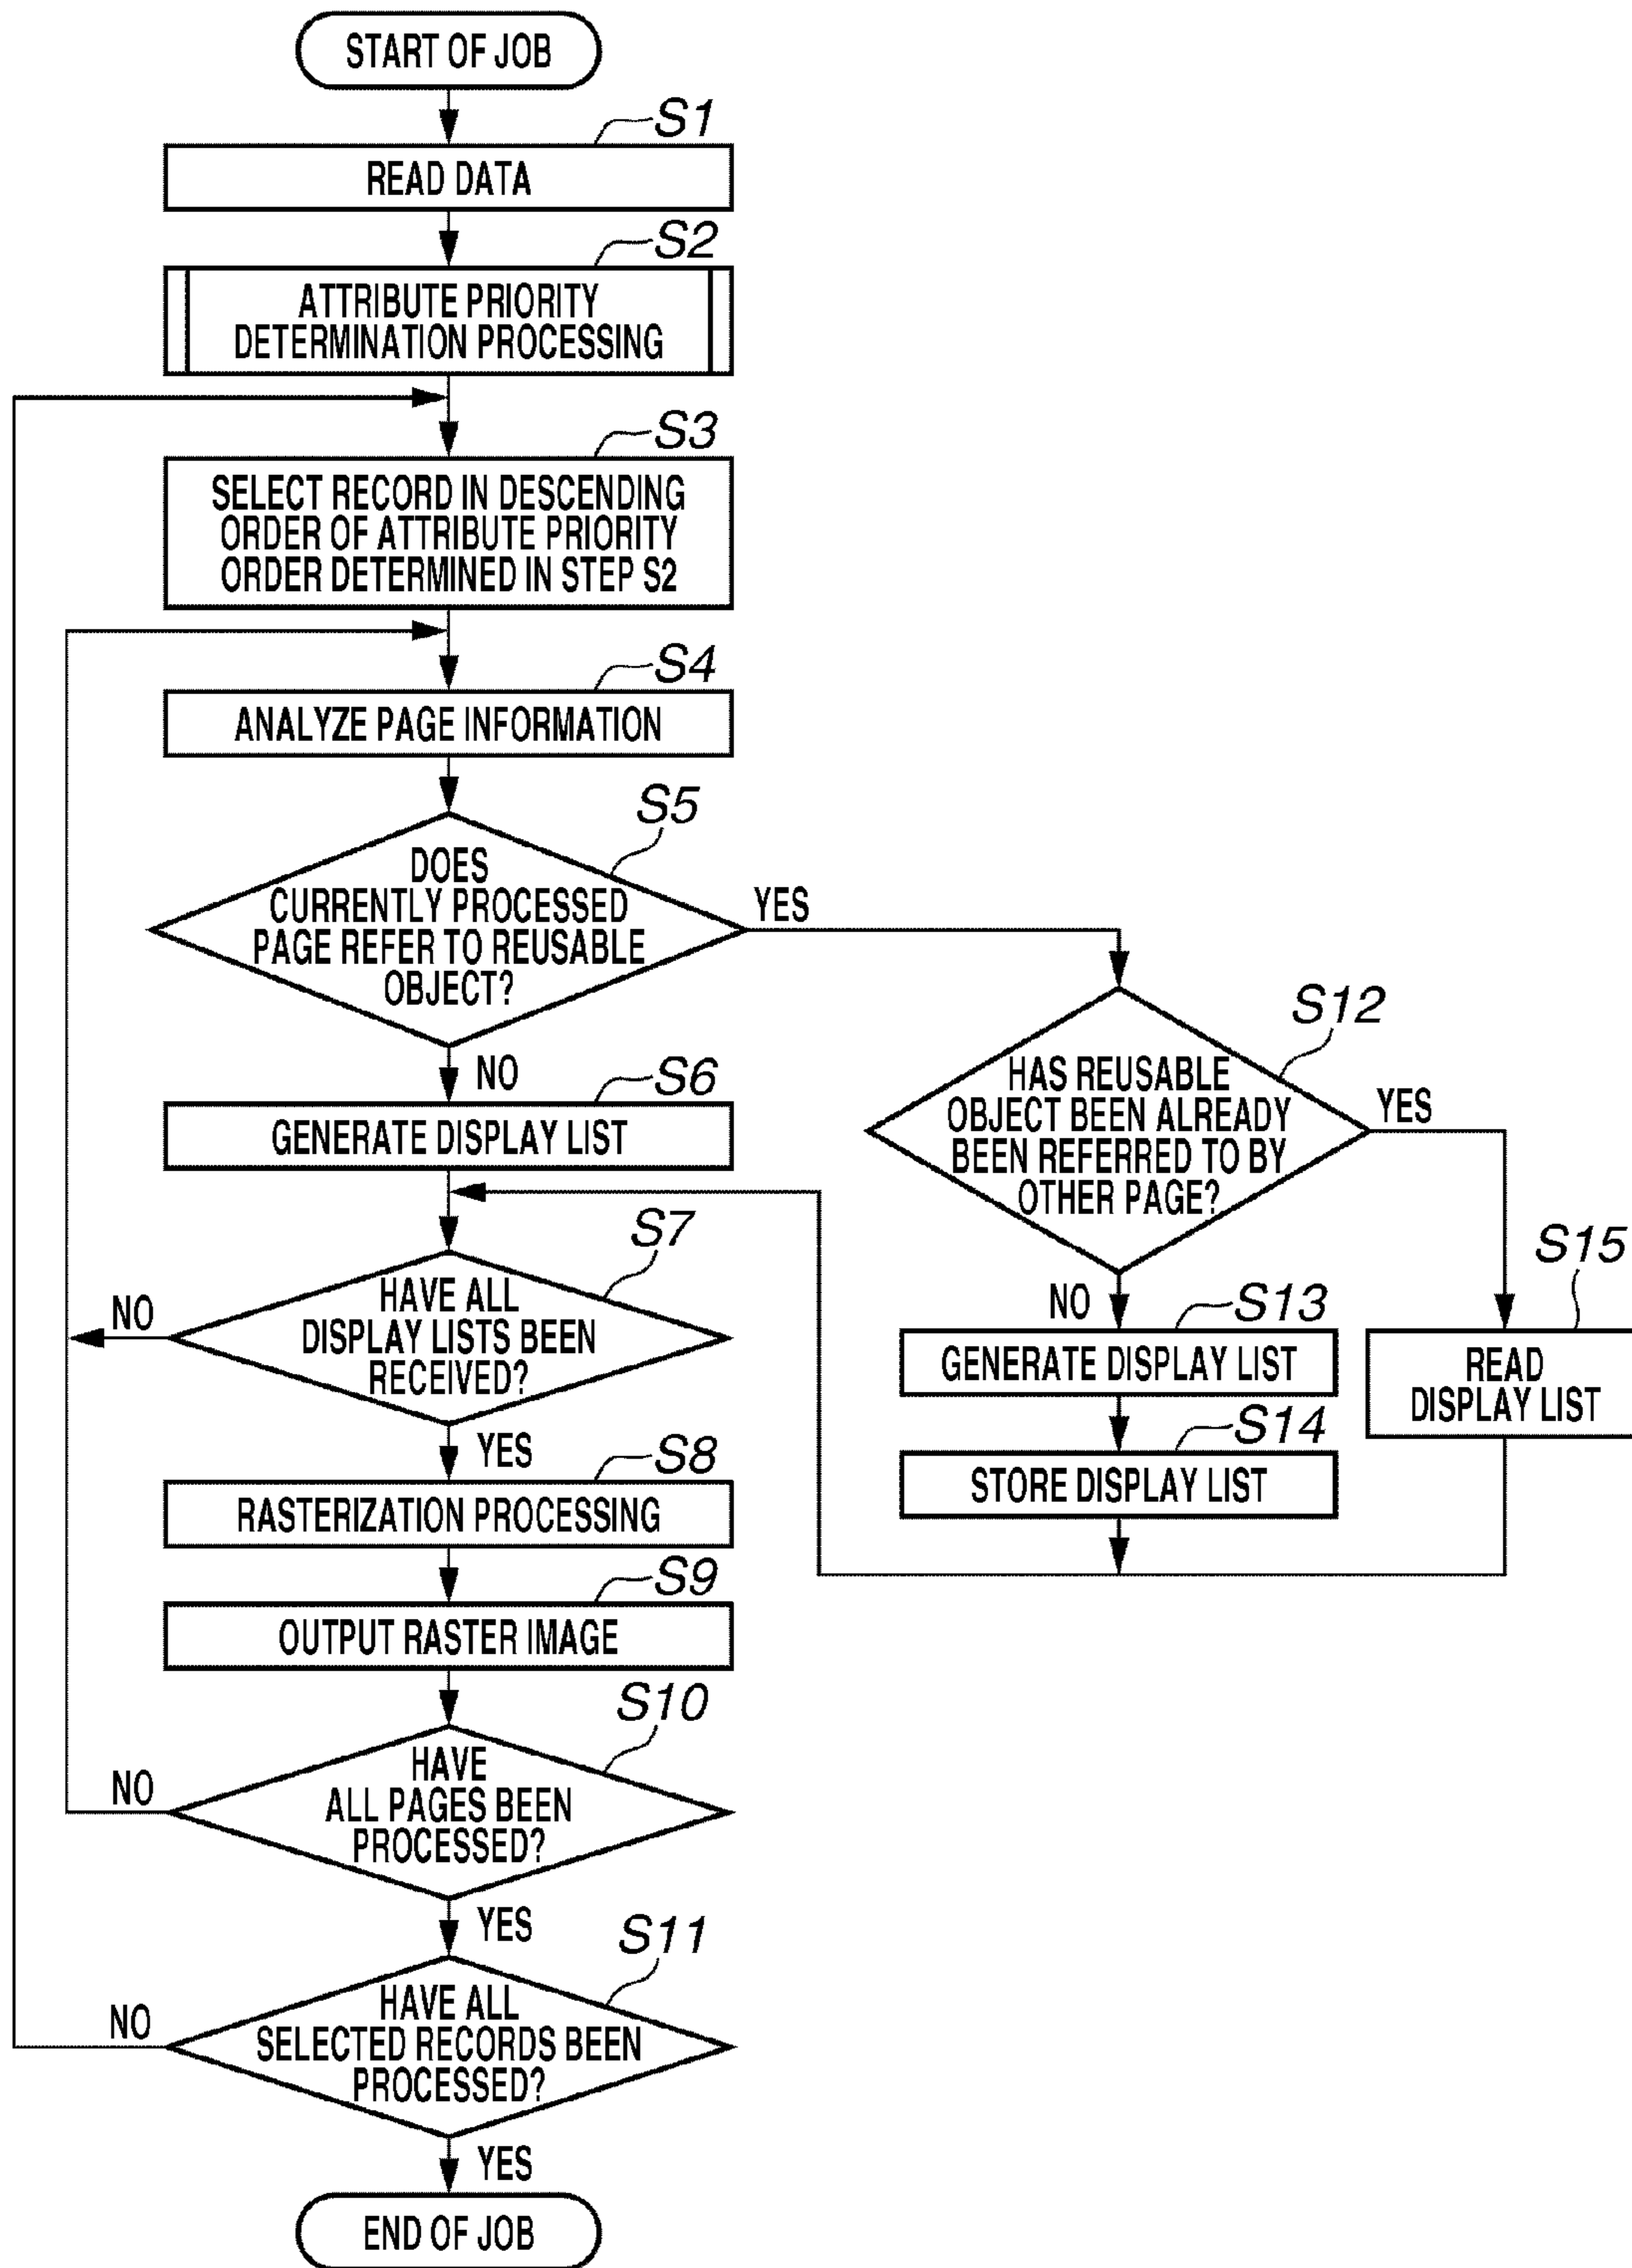 START OF JOB
S1
READ DATA
S2
ATTRIBUTE PRIORITY
DETERMINATION PROCESSING
S3
SELECT RECORD IN DESCENDING
ORDER OF ATTRIBUTE PRIORITY
ORDER DETERMINED IN STEP S2
S4
ANALYZE PAGE INFORMATION
S5
DOES
CURRENTLY PROCESSED
PAGE REFER TO REUSABLE
OBJECT?
YES
NO
S6
GENERATE DISPLAY LIST
S7
HAVE ALL
DISPLAY LISTS BEEN
RECEIVED?
NO
YES
S8
RASTERIZATION PROCESSING
S9
OUTPUT RASTER IMAGE
S10
HAVE
ALL PAGES BEEN
PROCESSED?
NO
YES
S11
HAVE ALL
SELECTED RECORDS BEEN
PROCESSED?
NO
YES
END OF JOB
S12
HAS REUSABLE
OBJECT BEEN ALREADY
BEEN REFERRED TO BY
OTHER PAGE?
YES
NO
S13
GENERATE DISPLAY LIST
S14
STORE DISPLAY LIST
S15
READ
DISPLAY LIST